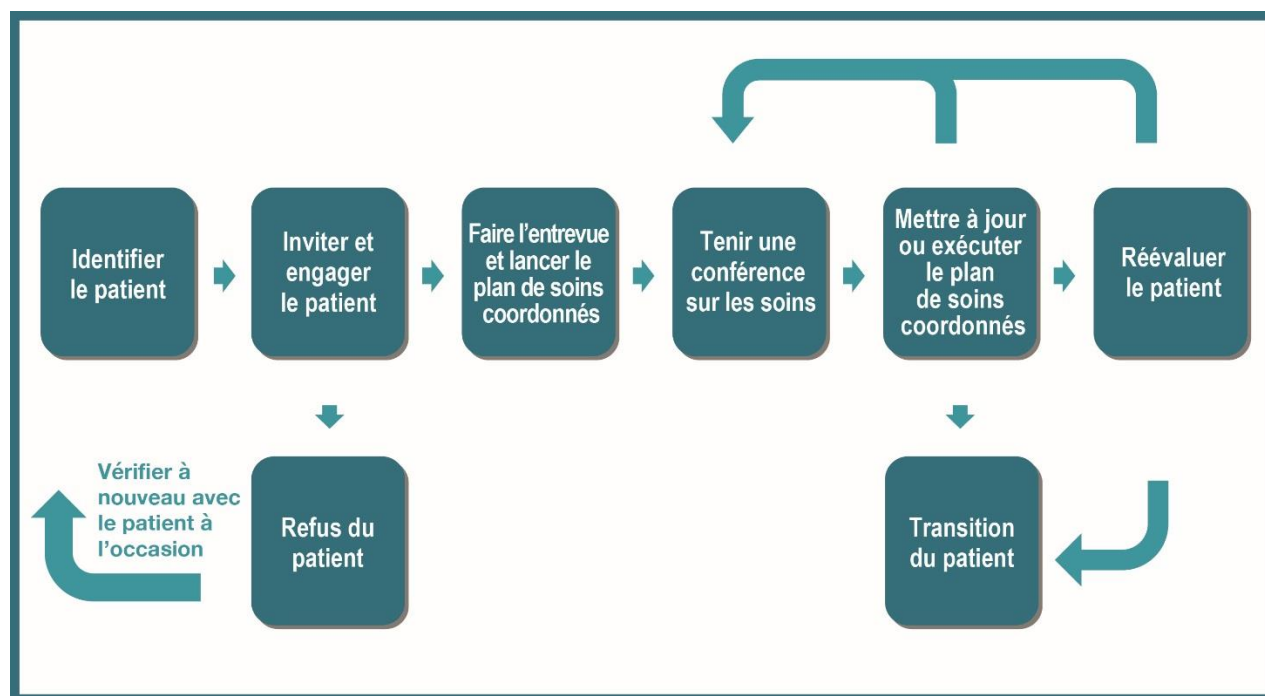 Identifier
le patient
Inviter et
engager
le patient
Faire l'entrevue
et lancer le
plan de soins
coordonnés
Tenir une
conférence
sur les soins
Mettre à jour
ou exécuter
le plan
de soins
coordonnés
Réévaluer
le patient
Vérifier à
nouveau avec
le patient à
l'occasion
Refus du
patient
Transition
du patient